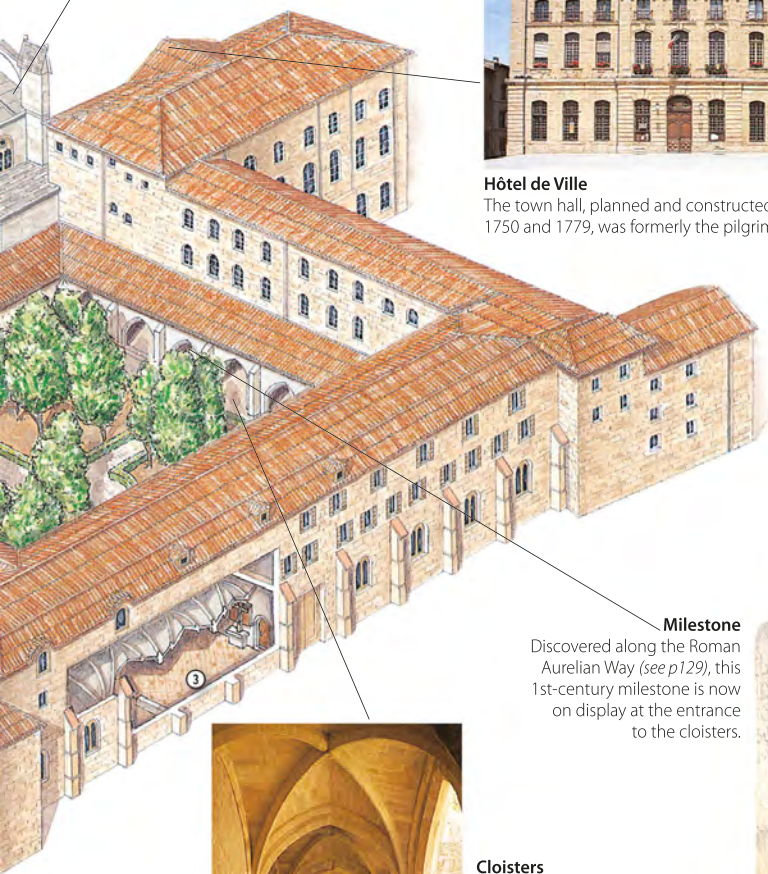 Hôtel de Ville
The town hall, planned and constructed
1750 and 1779, was formerly the
3
Milestone
Discovered along the Roman
Aurelian Way (see p129), this
1st-century milestone is now
on display at the entrance
to the cloisters.
Cloisters